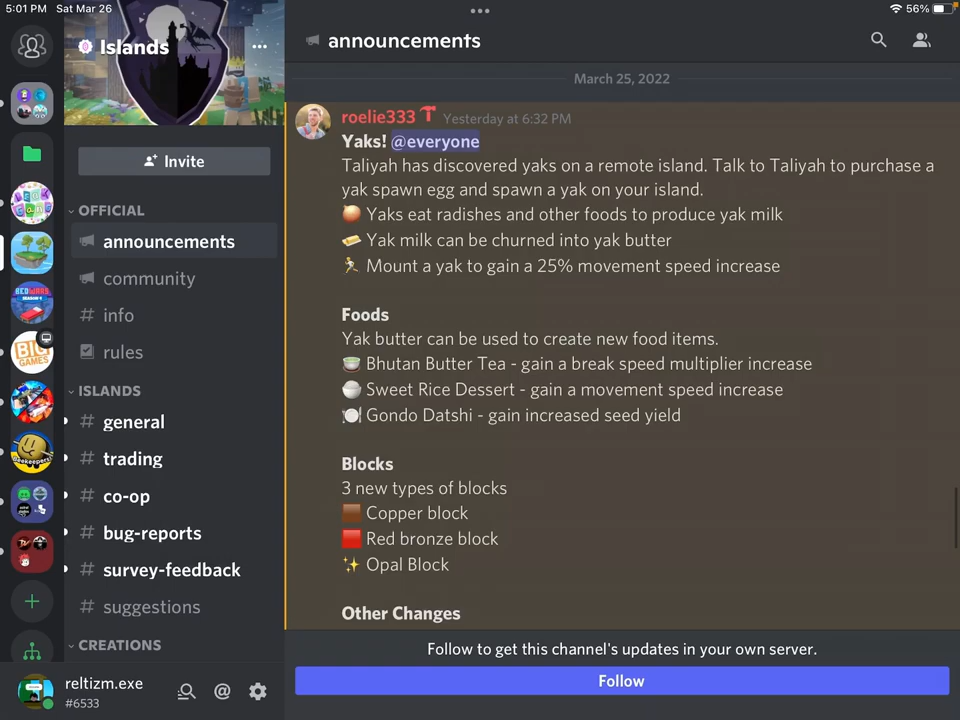 5:01 PM Sat Mar 26
56%
Islands
Invite
OFFICIAL
announcements
community
info
rules
ISLANDS
general
trading
co-op
bug-reports
survey-feedback
suggestions
CREATIONS
reltizm.exe
#6533
BIG
GAMES
announcements
March 25, 2022
roelie333 Yesterday at 6:32 PM
Yaks! @everyone
Taliyah has discovered yaks on a remote island. Talk to Taliyah to purchase a
yak spawn egg and spawn a yak on your island.
Yaks eat radishes and other foods to produce yak milk
Yak milk can be churned into yak butter
Mount a yak to gain a 25% movement speed increase
Foods
Yak butter can be used to create new food items.
Bhutan Butter Tea - gain a break speed multiplier increase
Sweet Rice Dessert - gain a movement speed increase
Gondo Datshi - gain increased seed yield
Blocks
3 new types of blocks
Copper block
Red bronze block
Opal Block
Other Changes
Follow to get this channel's updates in your own server.
Follow